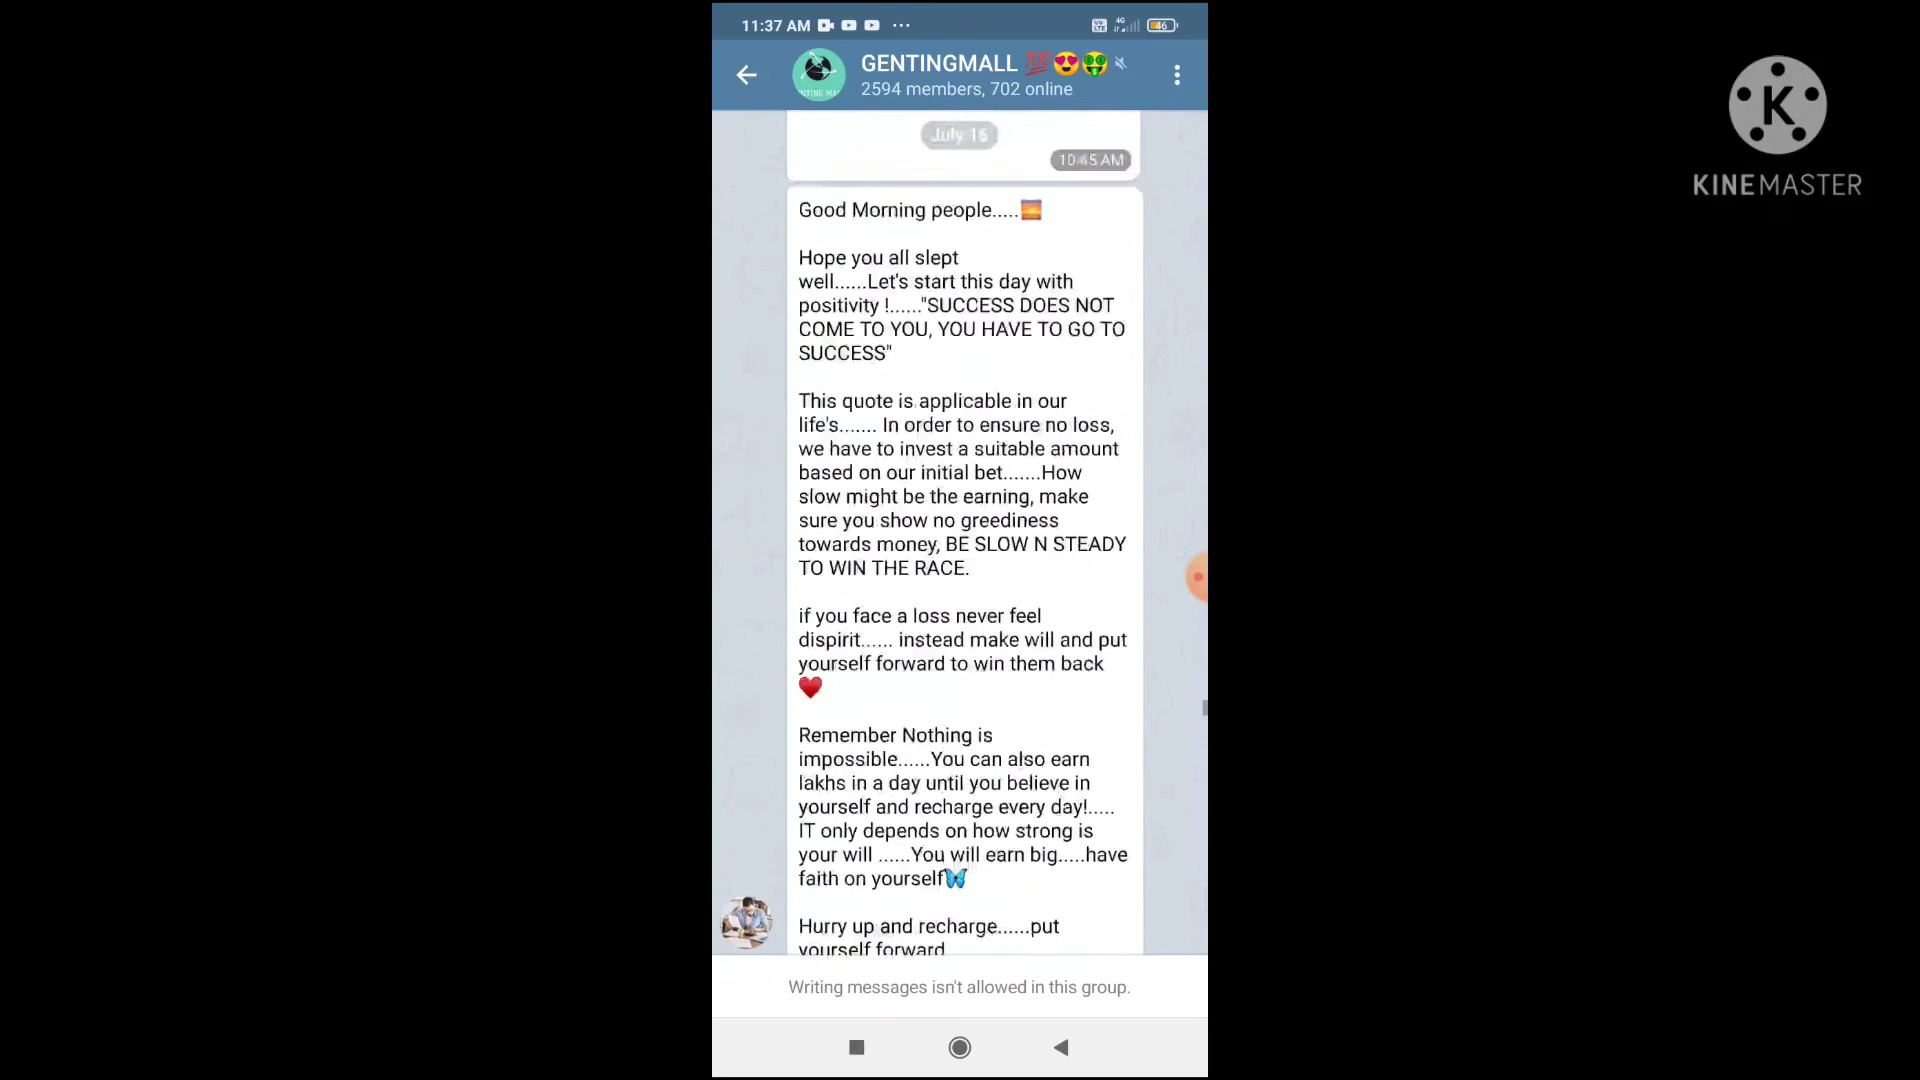 11:37 AM ...
Vo LTE 4G 46
GENTINGMALL 💯😍🤑
2594 members, 702 online
July 16
10:45 AM
Good Morning people.....🌅
Hope you all slept
well......Let's start this day with
positivity !......"SUCCESS DOES NOT
COME TO YOU, YOU HAVE TO GO TO
SUCCESS"
This quote is applicable in our
life's....... In order to ensure no loss,
we have to invest a suitable amount
based on our initial bet.......How
slow might be the earning, make
sure you show no greediness
towards money, BE SLOW N STEADY
TO WIN THE RACE.
if you face a loss never feel
dispirit...... instead make will and put
yourself forward to win them back
♥️
Remember Nothing is
impossible......You can also earn
lakhs in a day until you believe in
yourself and recharge every day!.....
IT only depends on how strong is
your will ......You will earn big.....have
faith on yourself🦋
Hurry up and recharge......put
yourself forward
Writing messages isn't allowed in this group.
K
KINEMASTER